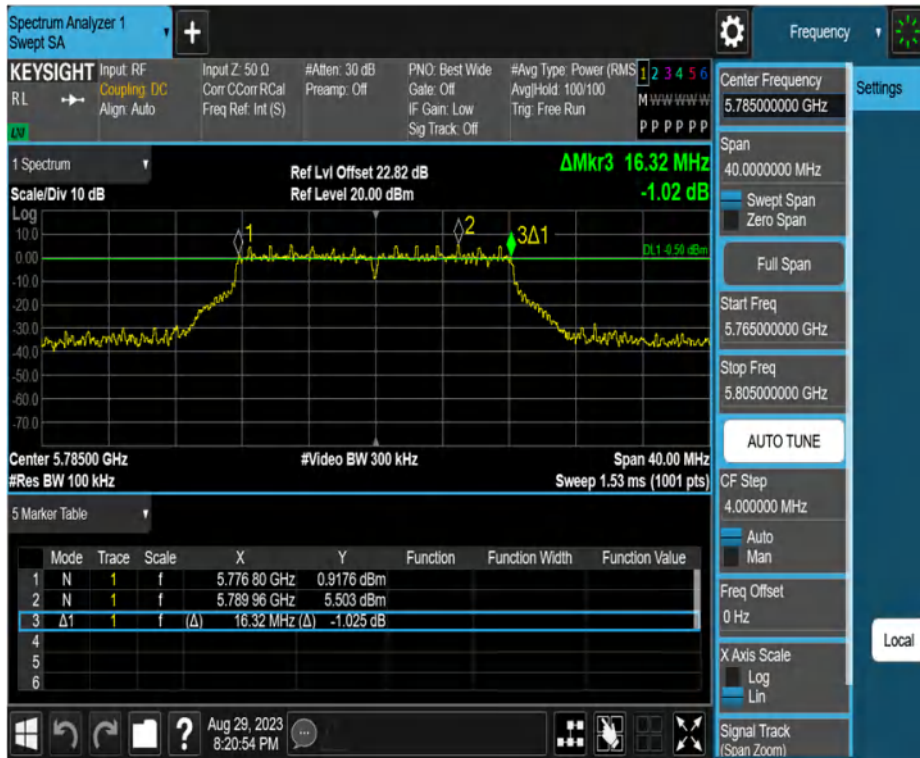 Spectrum Analyzer 1
Swept SA
Frequency
KEYSIGHT
RL
LXI
Input: RF
Coupling: DC
Align: Auto
Input Z: 50 Ω
Corr CCorr RCal
Freq Ref: Int (S)
#Atten: 30 dB
Preamp: Off
PNO: Best Wide
Gate: Off
IF Gain: Low
Sig Track: Off
#Avg Type: Power (RMS
Avg|Hold: 100/100
Trig: Free Run
1 2 3 4 5 6
M W W W W W
P P P P P P
1 Spectrum
Scale/Div 10 dB
Ref Lvl Offset 22.82 dB
Ref Level 20.00 dBm
ΔMkr3 16.32 MHz
-1.02 dB
Log
10.0
0.00
-10.0
-20.0
-30.0
-40.0
-50.0
-60.0
-70.0
1
2
3Δ1
DL1 -0.50 dBm
Center 5.78500 GHz
#Video BW 300 kHz
Span 40.00 MHz
#Res BW 100 kHz
Sweep 1.53 ms (1001 pts)
5 Marker Table
Mode Trace Scale X Y Function Function Width Function Value
1 N 1 f 5.776 80 GHz 0.9176 dBm
2 N 1 f 5.789 96 GHz 5.503 dBm
3 Δ1 1 f (Δ) 16.32 MHz (Δ) -1.025 dB
4
5
6
?
Aug 29, 2023
8:20:54 PM
Center Frequency
5.785000000 GHz
Span
40.0000000 MHz
Swept Span
Zero Span
Full Span
Start Freq
5.765000000 GHz
Stop Freq
5.805000000 GHz
AUTO TUNE
CF Step
4.000000 MHz
Auto
Man
Freq Offset
0 Hz
X Axis Scale
Log
Lin
Signal Track
(Span Zoom)
Settings
Local